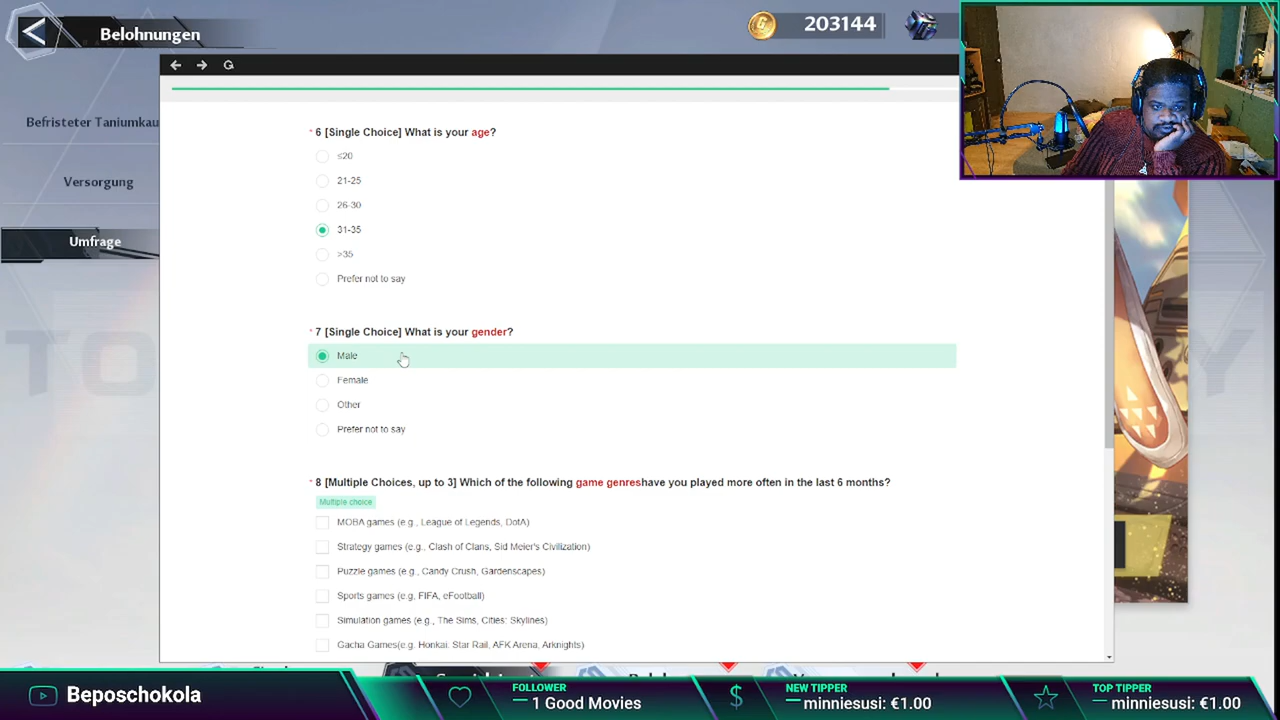 Belohnungen
203144
Befristeter Taniumkau
Versorgung
Umfrage
* 6 [Single Choice] What is your age?
≤20
21-25
26-30
31-35
>35
Prefer not to say
* 7 [Single Choice] What is your gender?
Male
Female
Other
Prefer not to say
* 8 [Multiple Choices, up to 3] Which of the following game genreshave you played more often in the last 6 months?
Multiple choice
MOBA games (e.g., League of Legends, DotA)
Strategy games (e.g., Clash of Clans, Sid Meier's Civilization)
Puzzle games (e.g., Candy Crush, Gardenscapes)
Sports games (e.g, FIFA, eFootball)
Simulation games (e.g., The Sims, Cities: Skylines)
Gacha Games(e.g. Honkai: Star Rail, AFK Arena, Arknights)
Beposchokola
FOLLOWER
1 Good Movies
NEW TIPPER
minniesusi: €1.00
TOP TIPPER
minniesusi: €1.00